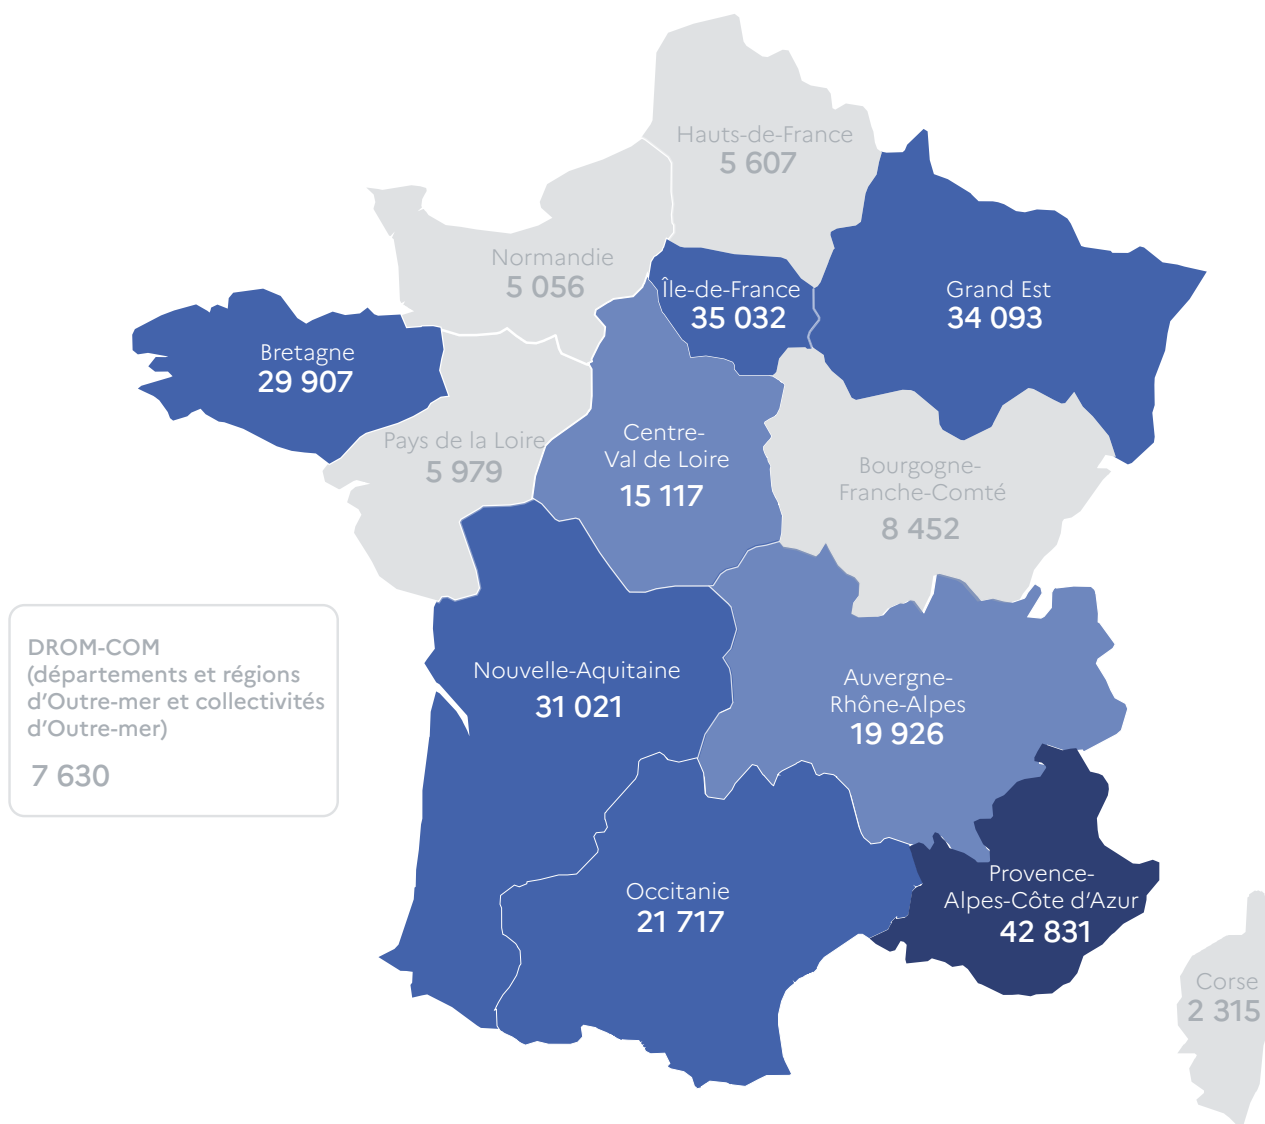 Hauts-de-France
5 607
Normandie
5 056
Île-de-France
35 032
Grand Est
34 093
Bretagne
29 907
Pays de la Loire
5 979
Centre-
Val de Loire
15 117
Bourgogne-
Franche-Comté
8 452
DROM-COM
(départements et régions
d’Outre-mer et collectivités
d’Outre-mer)
7 630
Nouvelle-Aquitaine
31 021
Auvergne-
Rhône-Alpes
19 926
Occitanie
21 717
Provence-
Alpes-Côte d’Azur
42 831
Corse
2 315